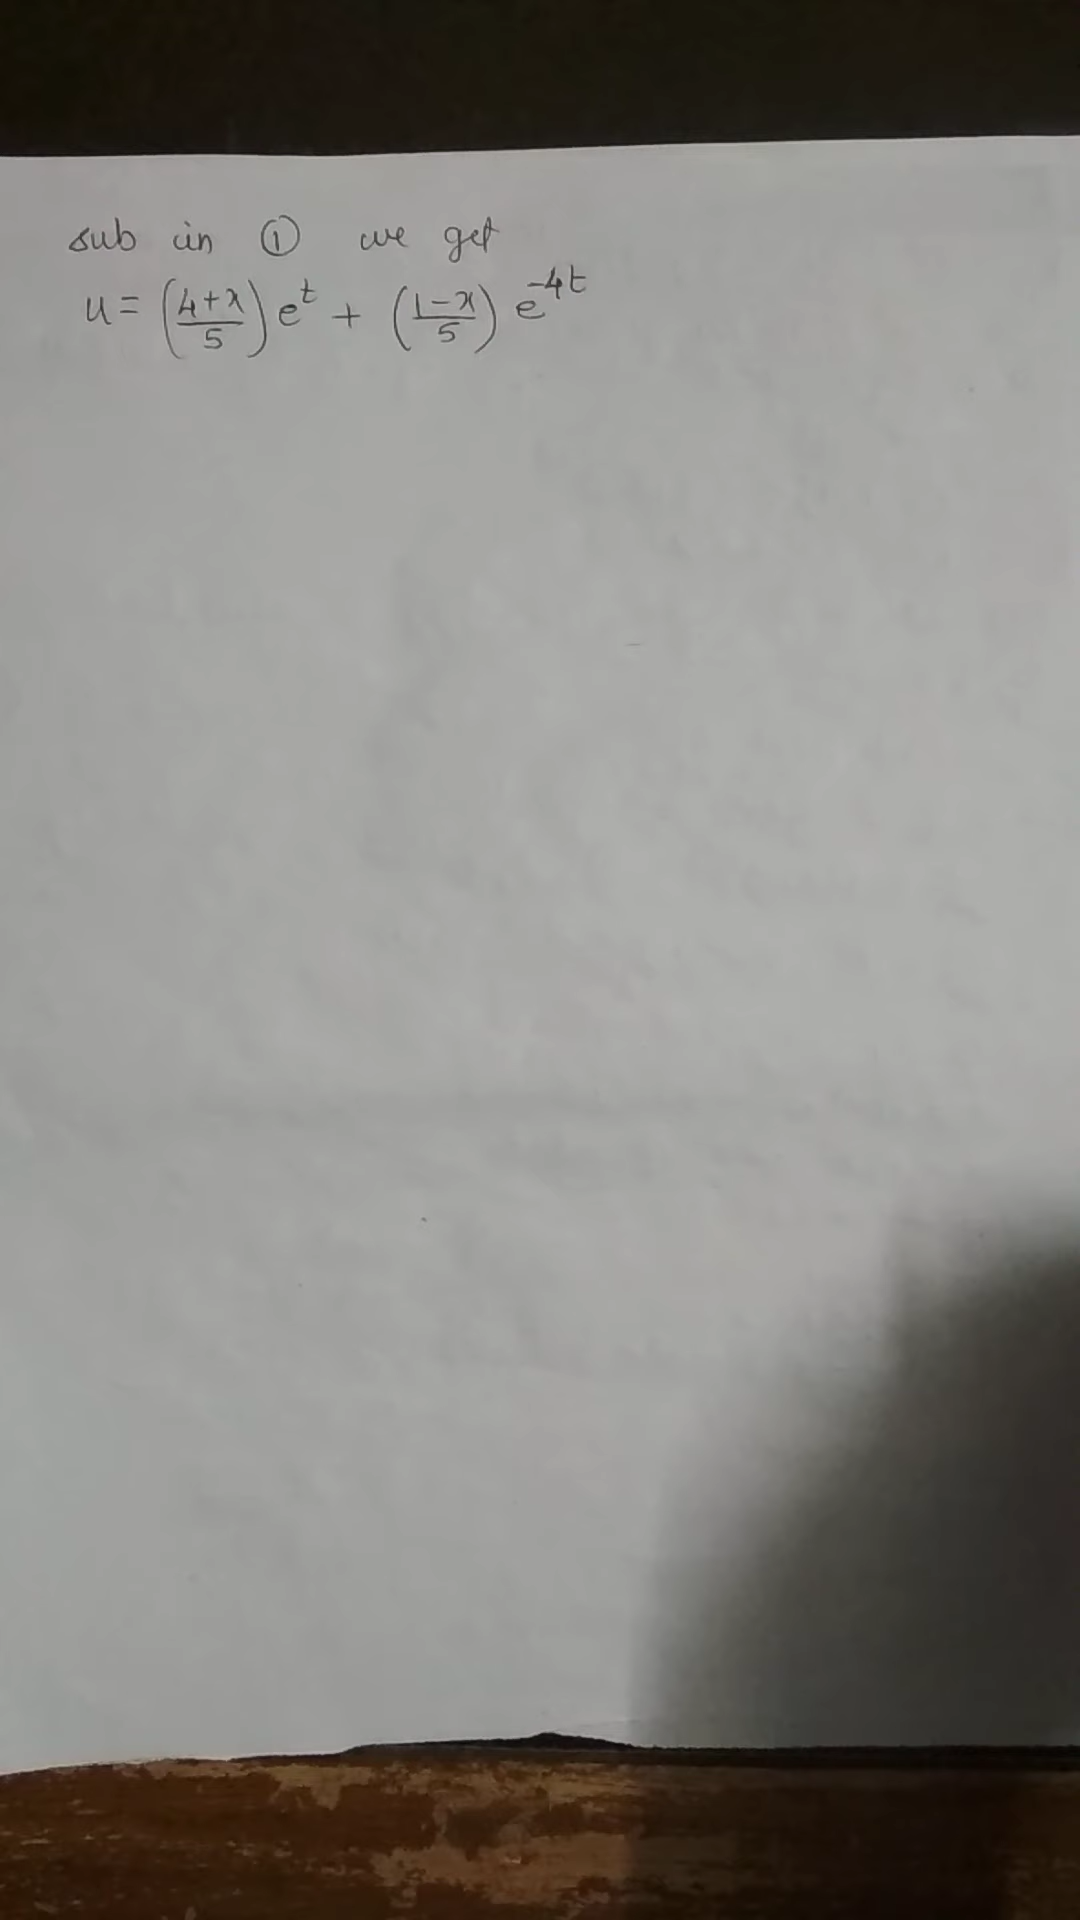 sub in ① we get
u = (4+x/5) e^t + (1-x/5) e^-4t